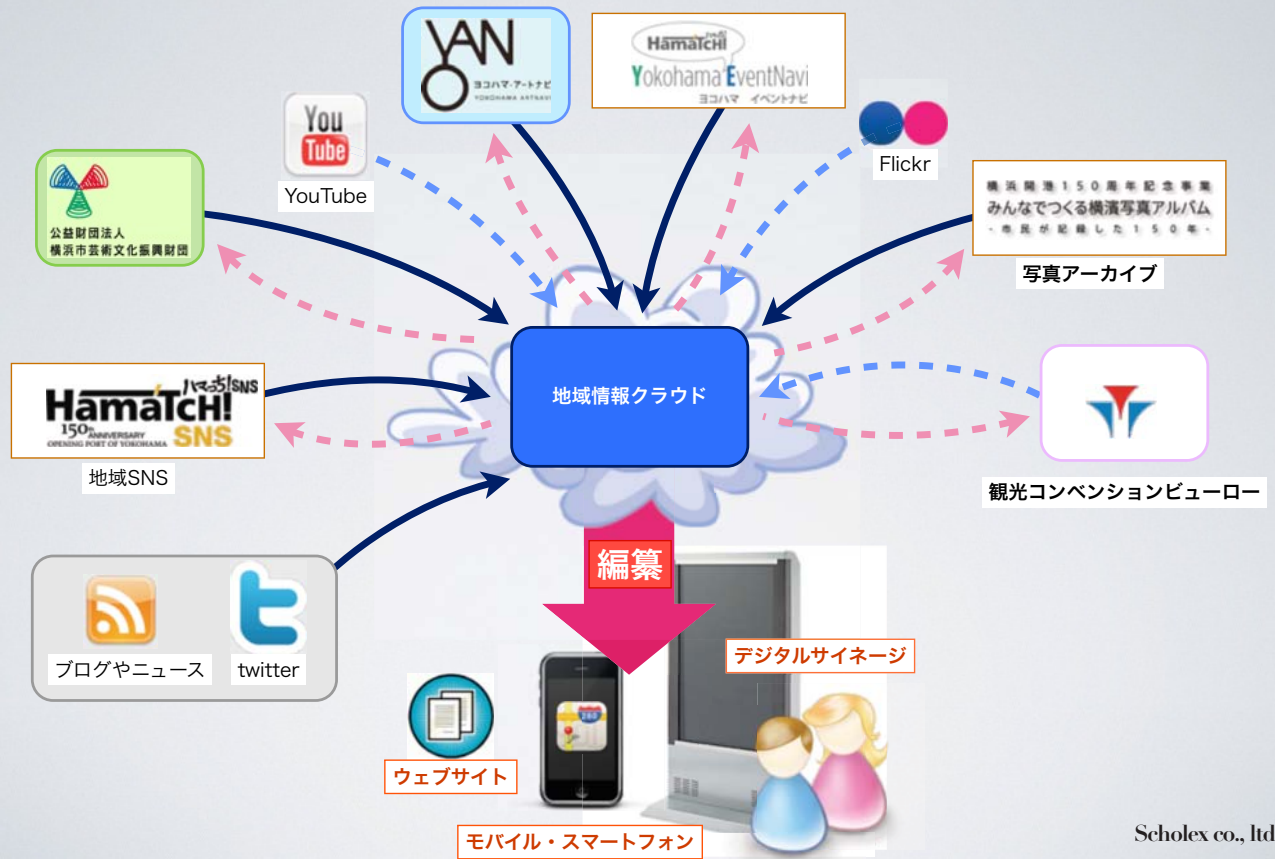 YAN
ヨコハマ・アートナビ
YOKOHAMA ARTNAVI
ハマっち!
HamaTCH!
Yokohama EventNavi
ヨコハマ イベントナビ
You
Tube
YouTube
Flickr
公益財団法人
横浜市芸術文化振興財団
横浜開港150周年記念事業
みんなでつくる横濱写真アルバム
- 市民が記録した150年 -
写真アーカイブ
ハマっち!SNS
HamaTCH!
150th ANNIVERSARY
OPENING PORT OF YOKOHAMA
SNS
地域SNS
地域情報クラウド
観光コンベンションビューロー
編纂
ブログやニュース
twitter
デジタルサイネージ
280
ウェブサイト
モバイル・スマートフォン
Scholex co., ltd